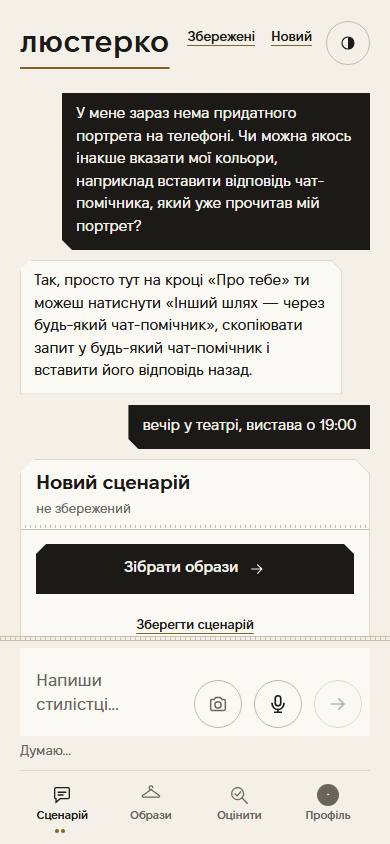 люстерко
Збережені Новий
У мене зараз нема придатного
портрета на телефоні. Чи можна якось
інакше вказати мої кольори,
наприклад вставити відповідь чат-
помічника, який уже прочитав мій
портрет?
Так, просто тут на кроці «Про тебе» ти
можеш натиснути «Інший шлях — через
будь-який чат-помічник», скопіювати
запит у будь-який чат-помічник і
вставити його відповідь назад.
вечір у театрі, вистава о 19:00
Новий сценарій
не збережений
Зібрати образи →
Зберегти сценарій
Напиши
стилістці...
Думаю...
Сценарій Образи Оцінити Профіль